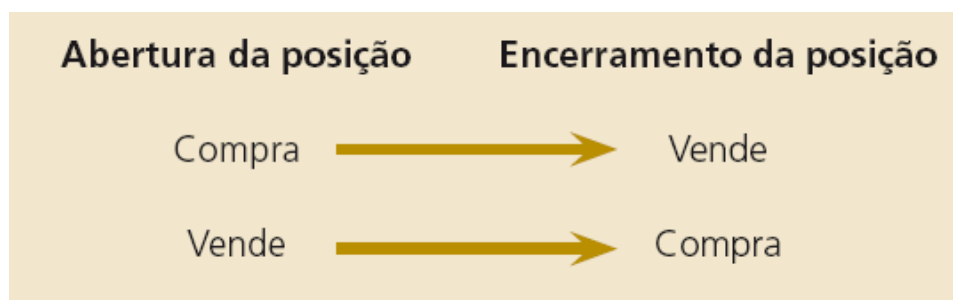 Abertura da posição Encerramento da posição
Compra Vende
Vende Compra